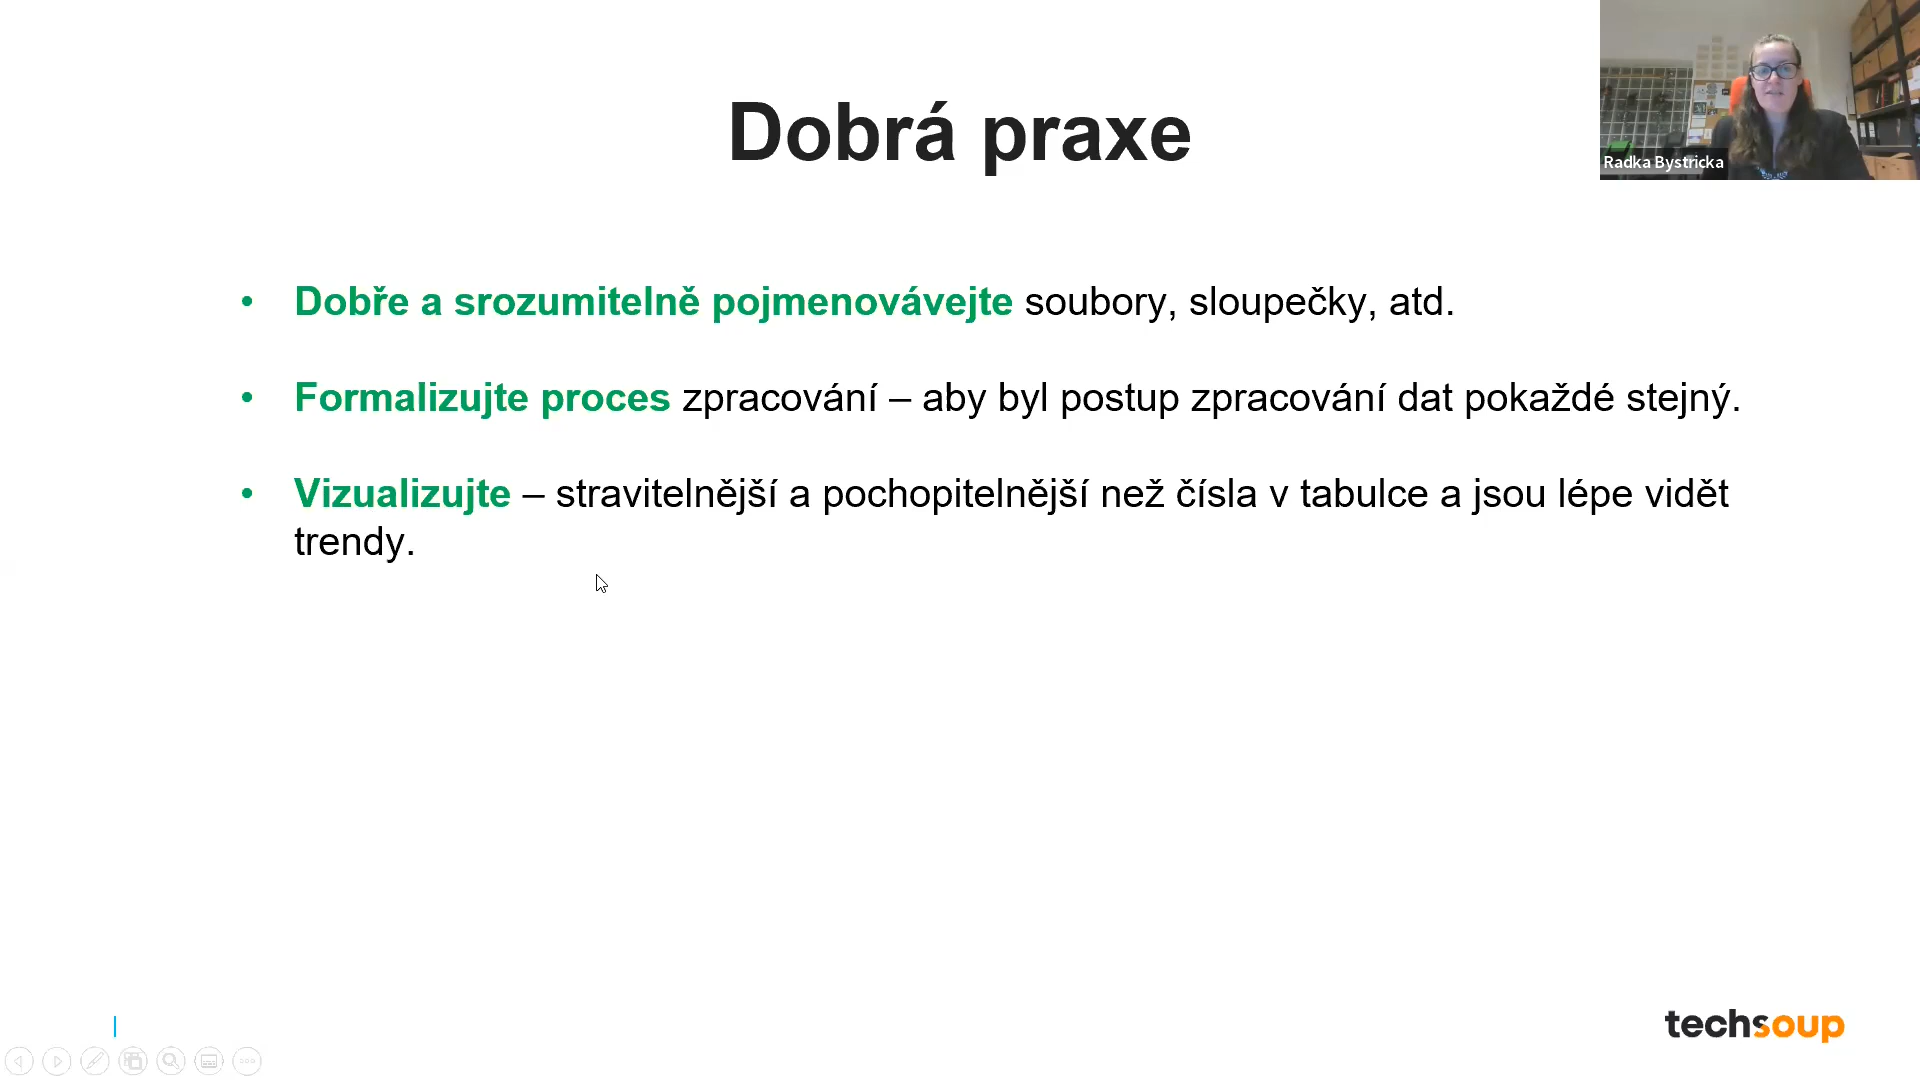 Dobrá praxe
Radka Bystricka
• Dobře a srozumitelně pojmenovávejte soubory, sloupečky, atd.
• Formalizujte proces zpracování – aby byl postup zpracování dat pokaždé stejný.
• Vizualizujte – stravitelnější a pochopitelnější než čísla v tabulce a jsou lépe vidět
trendy.
techsoup